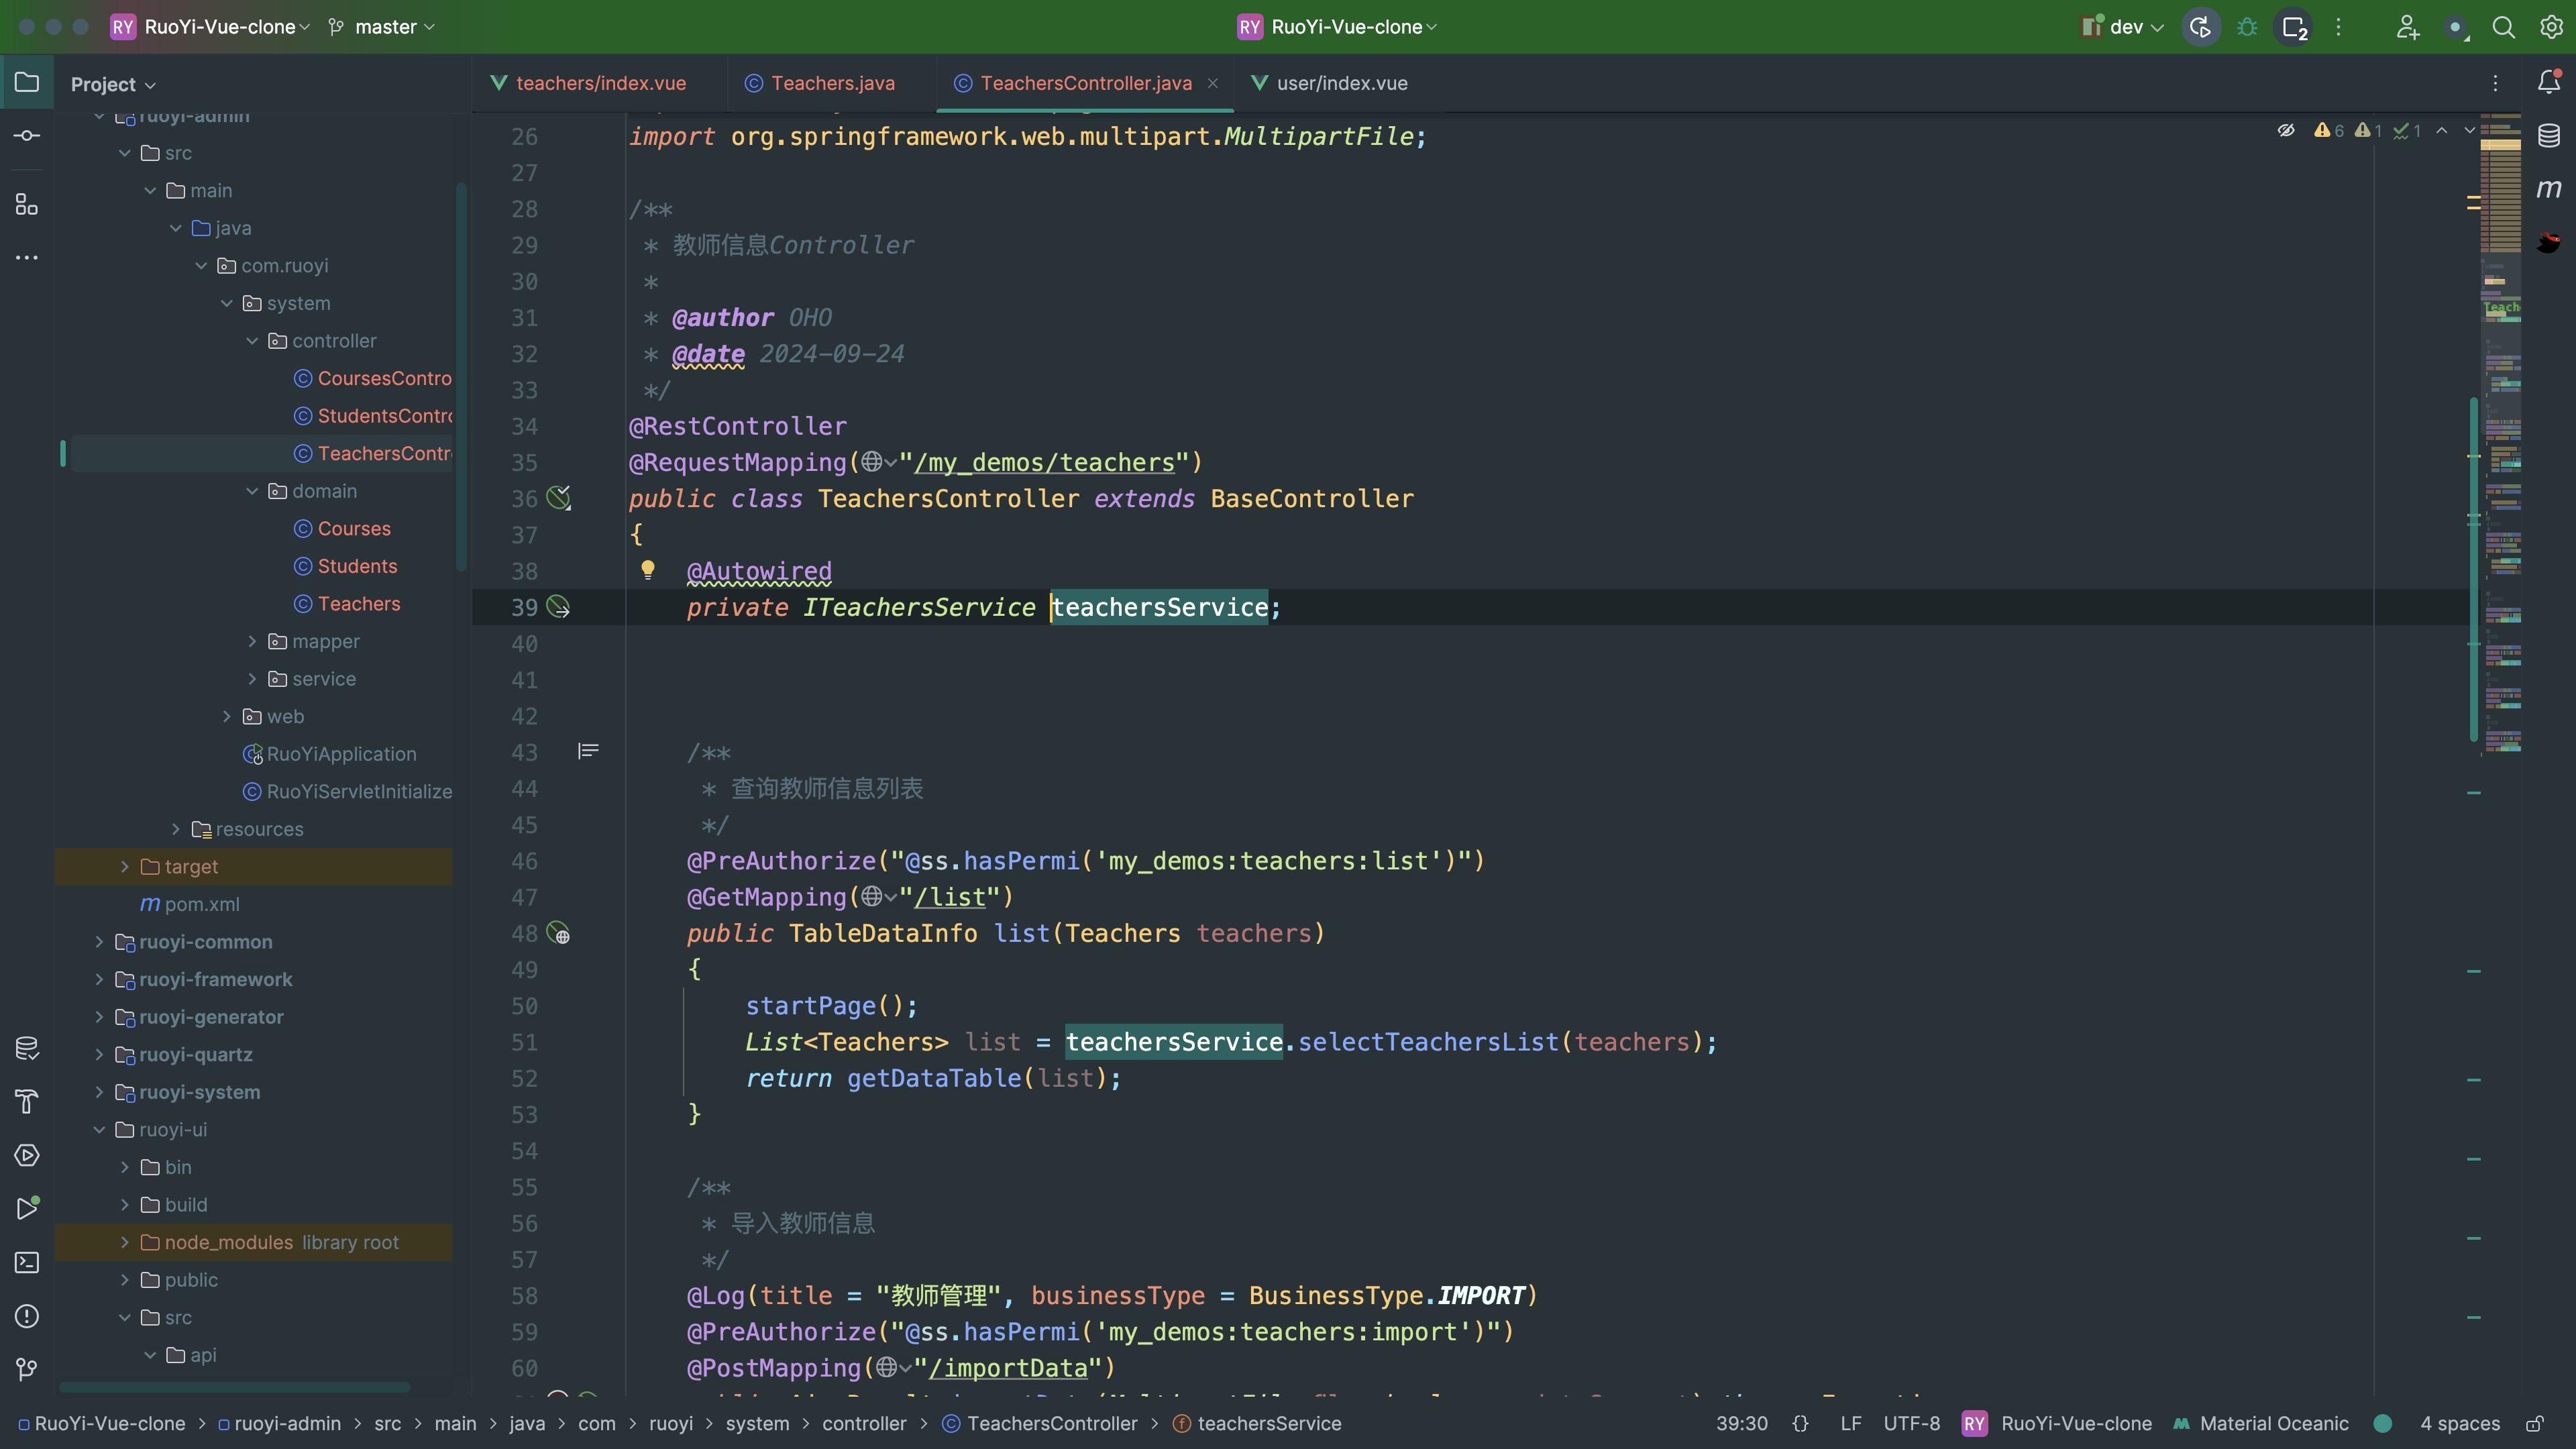 RY RuoYi-Vue-clone master
RY RuoYi-Vue-clone
dev
2
Project
teachers/index.vue
Teachers.java
TeachersController.java
user/index.vue
ruoyi-admin
src
main
java
com.ruoyi
system
controller
CoursesContro
StudentsContro
TeachersContr
domain
Courses
Students
Teachers
mapper
service
web
RuoYiApplication
RuoYiServletInitialize
resources
target
pom.xml
ruoyi-common
ruoyi-framework
ruoyi-generator
ruoyi-quartz
ruoyi-system
ruoyi-ui
bin
build
node_modules library root
public
src
api
6 1 1
26 import org.springframework.web.multipart.MultipartFile;
27
28 /**
29 * 教师信息Controller
30 *
31 * @author OHO
32 * @date 2024-09-24
33 */
34 @RestController
35 @RequestMapping("/my_demos/teachers")
36 public class TeachersController extends BaseController
37 {
38 @Autowired
39 private ITeachersService teachersService;
40
41
42
43 /**
44 * 查询教师信息列表
45 */
46 @PreAuthorize("@ss.hasPermi('my_demos:teachers:list')")
47 @GetMapping("/list")
48 public TableDataInfo list(Teachers teachers)
49 {
50 startPage();
51 List<Teachers> list = teachersService.selectTeachersList(teachers);
52 return getDataTable(list);
53 }
54
55 /**
56 * 导入教师信息
57 */
58 @Log(title = "教师管理", businessType = BusinessType.IMPORT)
59 @PreAuthorize("@ss.hasPermi('my_demos:teachers:import')")
60 @PostMapping("/importData")
Teach
RuoYi-Vue-clone > ruoyi-admin > src > main > java > com > ruoyi > system > controller > TeachersController > teachersService
39:30 {} LF UTF-8 RY RuoYi-Vue-clone Material Oceanic 4 spaces